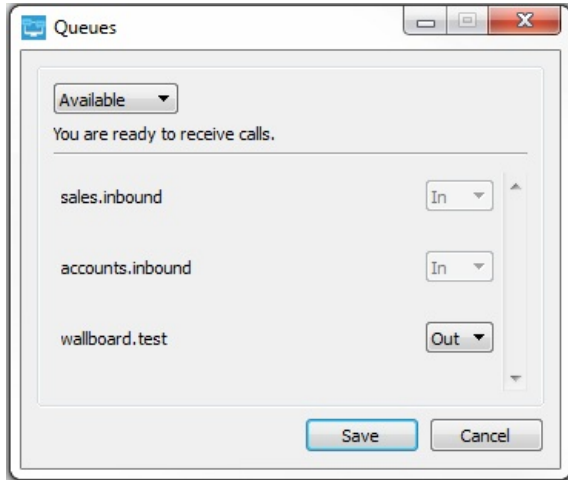 Queues
Available
You are ready to receive calls.
sales.inbound In
accounts.inbound In
wallboard.test Out
Save Cancel